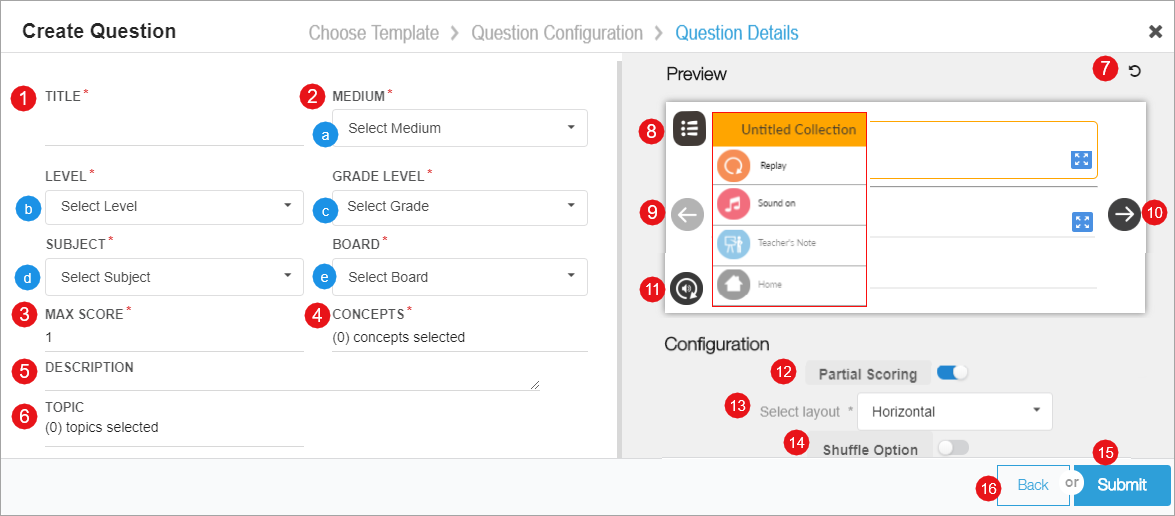 Create Question
Choose Template > Question Configuration > Question Details
1 TITLE *
2 MEDIUM *
a Select Medium
LEVEL *
b Select Level
GRADE LEVEL *
c Select Grade
SUBJECT *
d Select Subject
BOARD *
e Select Board
3 MAX SCORE *
1
4 CONCEPTS *
(0) concepts selected
5 DESCRIPTION
6 TOPIC
(0) topics selected
Preview
7
8
Untitled Collection
Replay
9
Sound on
10
Teacher's Note
11
Home
Configuration
12 Partial Scoring
13 Select layout * Horizontal
14 Shuffle Option
15
16 Back or Submit